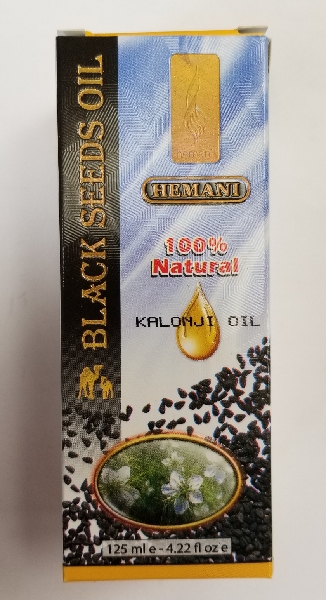 BLACK SEEDS OIL
HEMANI
100%
Natural
KALONJI OIL
125 ml e - 4.22 fl oz e